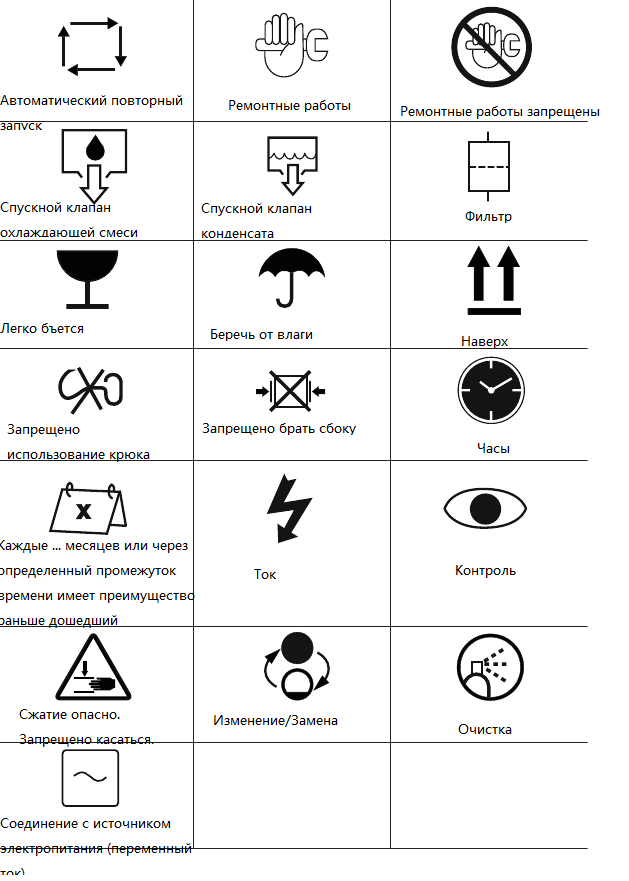 Автоматический повторный
запуск
Ремонтные работы
Ремонтные работы запрещены
Спускной клапан
охлаждающей смеси
Спускной клапан
конденсата
Фильтр
Легко бъется
Беречь от влаги
Наверх
Запрещено
использование крюка
Запрещено брать сбоку
Часы
x
Каждые ... месяцев или через
определенный промежуток
времени имеет преимущество
раньше дошедший
Ток
Контроль
Сжатие опасно.
Запрещено касаться.
Изменение/Замена
Очистка
Соединение с источником
электропитания (переменный
ток)